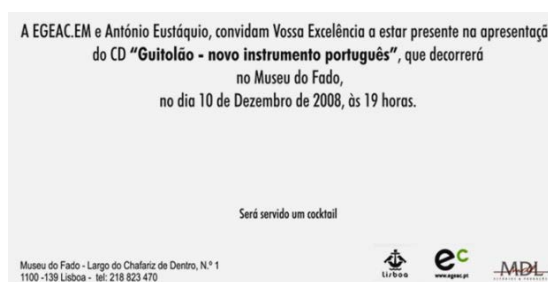 A EGEAC.EM e António Eustáquio, convidam Vossa Excelência a estar presente na apresentaçã
do CD “Guitolão - novo instrumento português”, que decorrerá
no Museu do Fado,
no dia 10 de Dezembro de 2008, às 19 horas.
Será servido um cocktail
Museu do Fado - Largo do Chafariz de Dentro, N.º 1
1100 -139 Lisboa - tel: 218 823 470
Lisboa
ec
www.egeac.pt
MDL